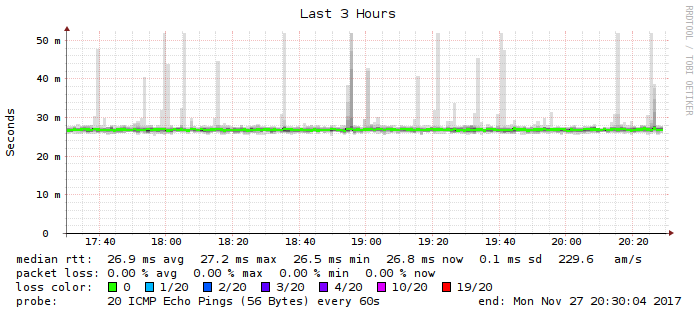 Last 3 Hours
RRDTOOL / TOBI OETIKER
Seconds
50 m
40 m
30 m
20 m
10 m
0
17:40 18:00 18:20 18:40 19:00 19:20 19:40 20:00 20:20
median rtt: 26.9 ms avg 27.2 ms max 26.5 ms min 26.8 ms now 0.1 ms sd 229.6 am/s
packet loss: 0.00 % avg 0.00 % max 0.00 % min 0.00 % now
loss color: 0 1/20 2/20 3/20 4/20 10/20 19/20
probe: 20 ICMP Echo Pings (56 Bytes) every 60s end: Mon Nov 27 20:30:04 2017